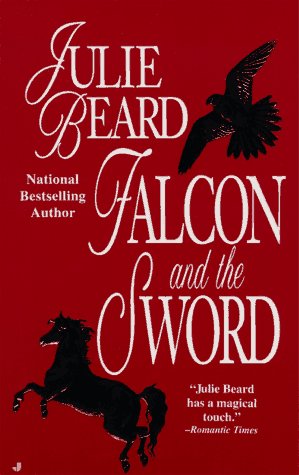 JULIE
BEARD
National
Bestselling
Author
FALCON
and the
SWORD
"Julie Beard
has a magical
touch."
–Romantic Times
J